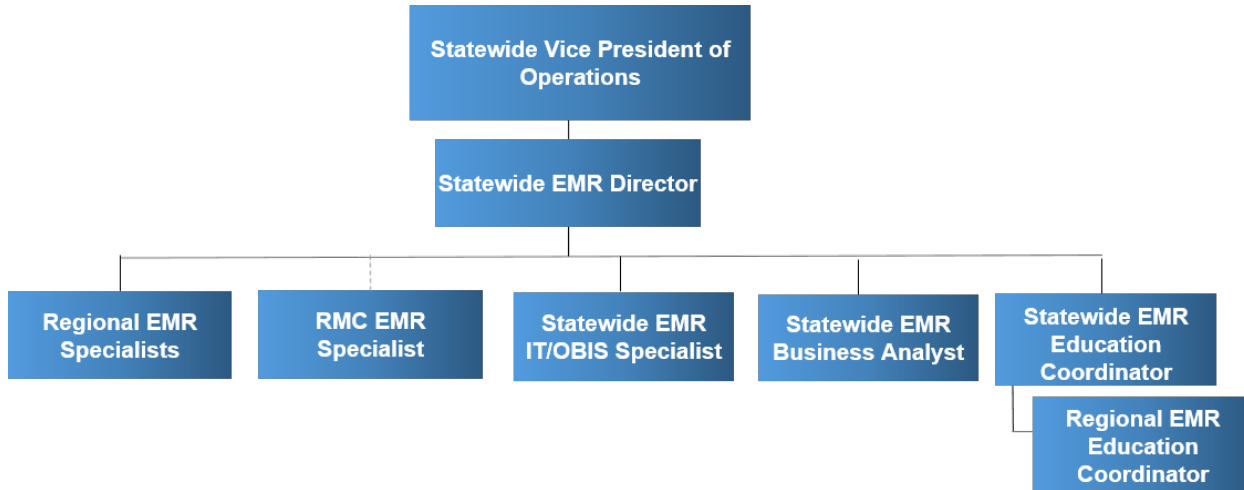 Statewide Vice President of
Operations
Statewide EMR Director
Regional EMR
Specialists
RMC EMR
Specialist
Statewide EMR
IT/OBIS Specialist
Statewide EMR
Business Analyst
Statewide EMR
Education
Coordinator
Regional EMR
Education
Coordinator